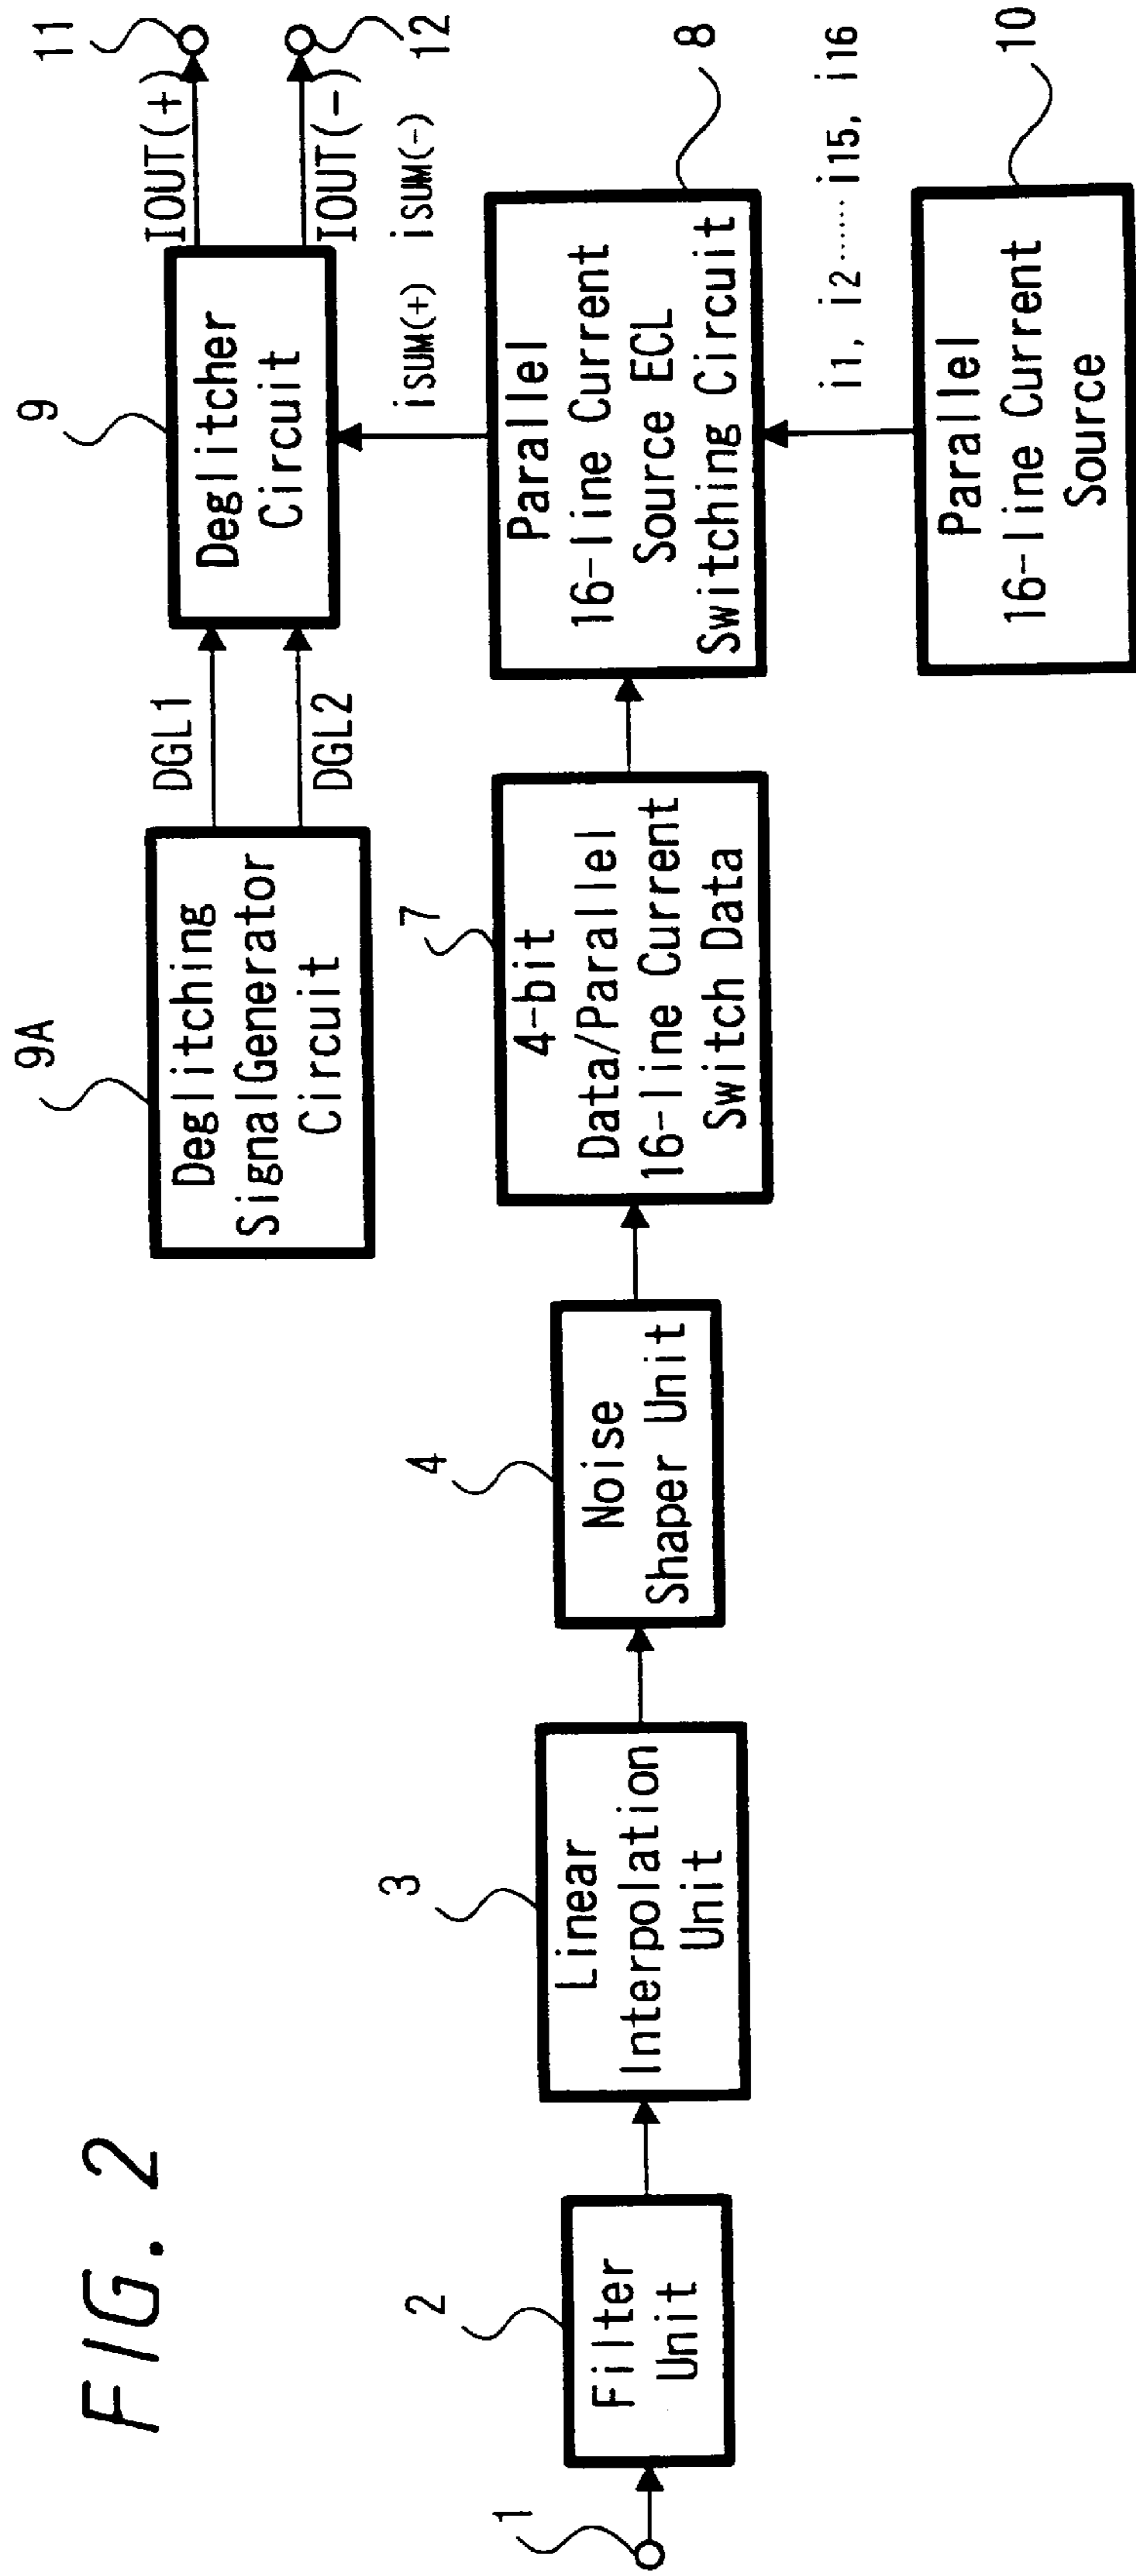 FIG. 2
1
2
Filter
Unit
3
Linear
Interpolation
Unit
4
Noise
Shaper Unit
7
4-bit
Data/Parallel
16-line Current
Switch Data
9A
Deglitching
SignalGenerator
Circuit
DGL1
DGL2
9
Deglitcher
Circuit
IOUT(+)
IOUT(-)
11
12
iSUM(+) iSUM(-)
Parallel
16-line Current
Source ECL
Switching Circuit
8
i1, i2······i15, i16
Parallel
16-line Current
Source
10